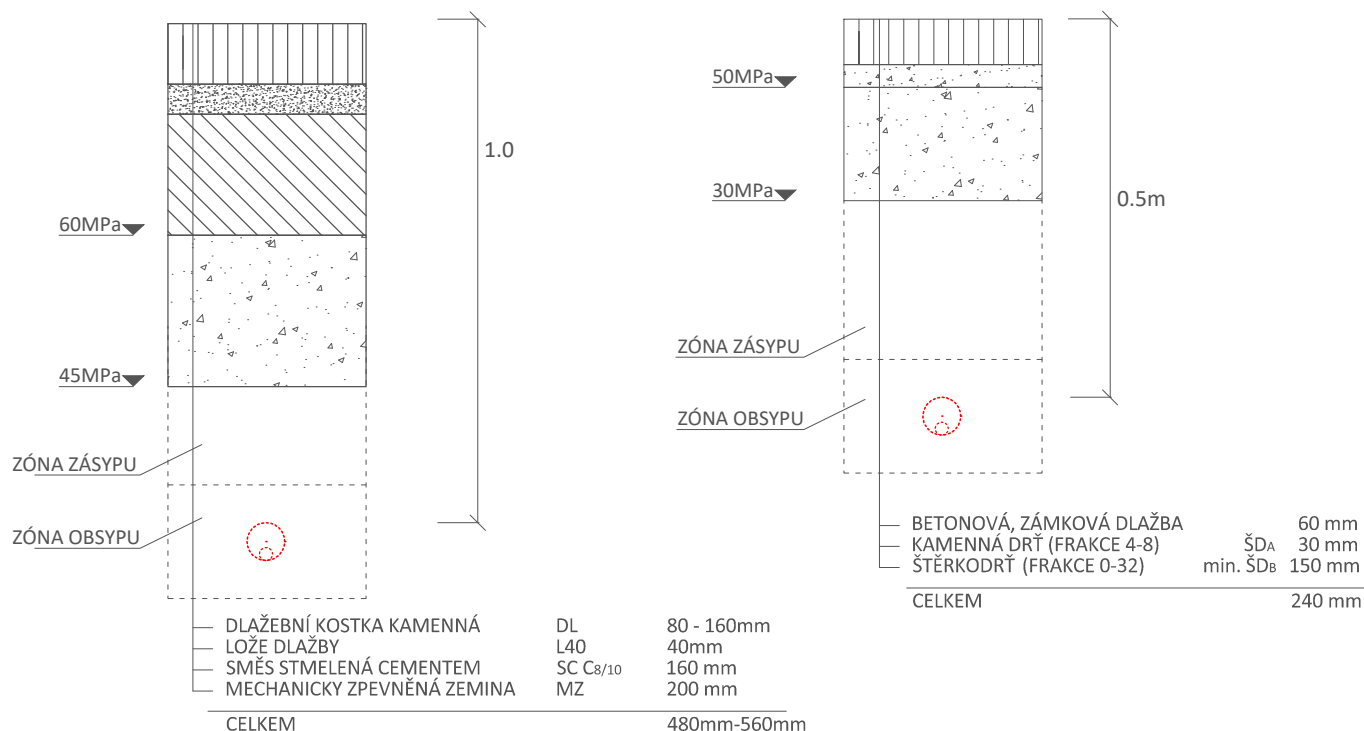 1.0
60MPa
45MPa
ZÓNA ZÁSYPU
ZÓNA OBSYPU
DLAŽEBNÍ KOSTKA KAMENNÁ DL 80 - 160mm
LOŽE DLAŽBY L40 40mm
SMĚS STMELENÁ CEMENTEM SC C8/10 160 mm
MECHANICKY ZPEVNĚNÁ ZEMINA MZ 200 mm
CELKEM 480mm-560mm
50MPa
30MPa
0.5m
ZÓNA ZÁSYPU
ZÓNA OBSYPU
BETONOVÁ, ZÁMKOVÁ DLAŽBA 60 mm
KAMENNÁ DRŤ (FRAKCE 4-8) ŠDA 30 mm
ŠTĚRKODRŤ (FRAKCE 0-32) min. ŠDB 150 mm
CELKEM 240 mm